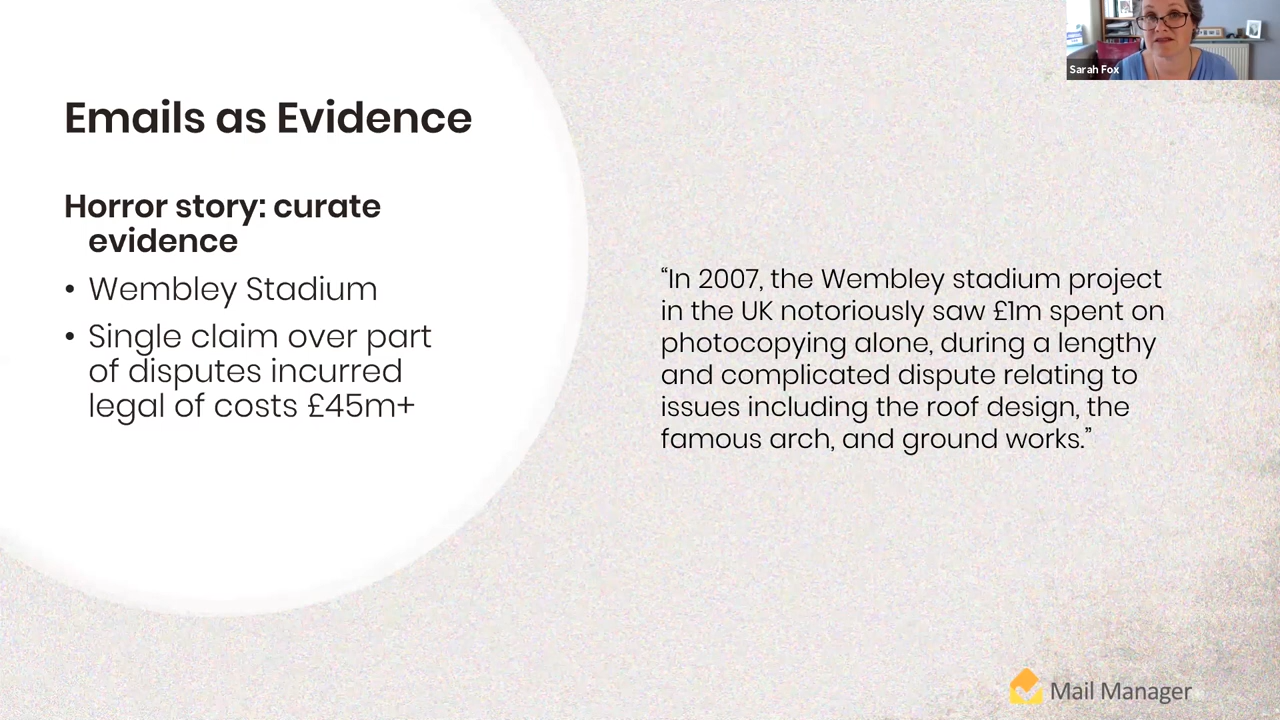 Sarah Fox
Emails as Evidence
Horror story: curate
evidence
• Wembley Stadium
• Single claim over part
of disputes incurred
legal of costs £45m+
“In 2007, the Wembley stadium project
in the UK notoriously saw £1m spent on
photocopying alone, during a lengthy
and complicated dispute relating to
issues including the roof design, the
famous arch, and ground works.”
Mail Manager